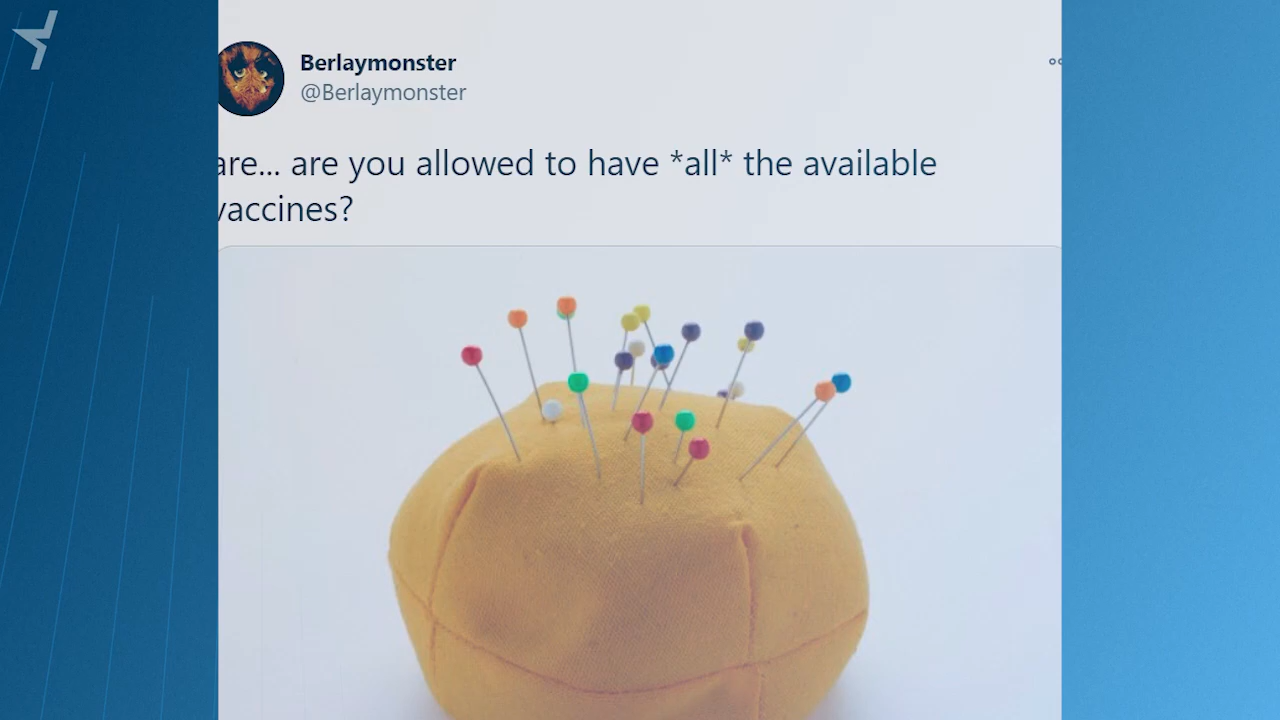 Berlaymonster
@Berlaymonster
are... are you allowed to have *all* the available
vaccines?